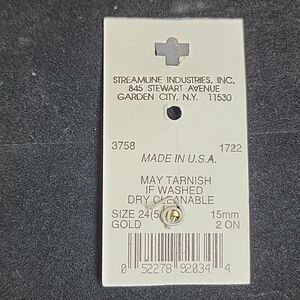 STREAMLINE INDUSTRIES, INC.
845 STEWART AVENUE
GARDEN CITY, N.Y. 11530
3758 1722
MADE IN U.S.A.
MAY TARNISH
IF WASHED
DRY CLEANABLE
SIZE 24(5/ 15mm
GOLD 2 ON
0 52278 92034 4